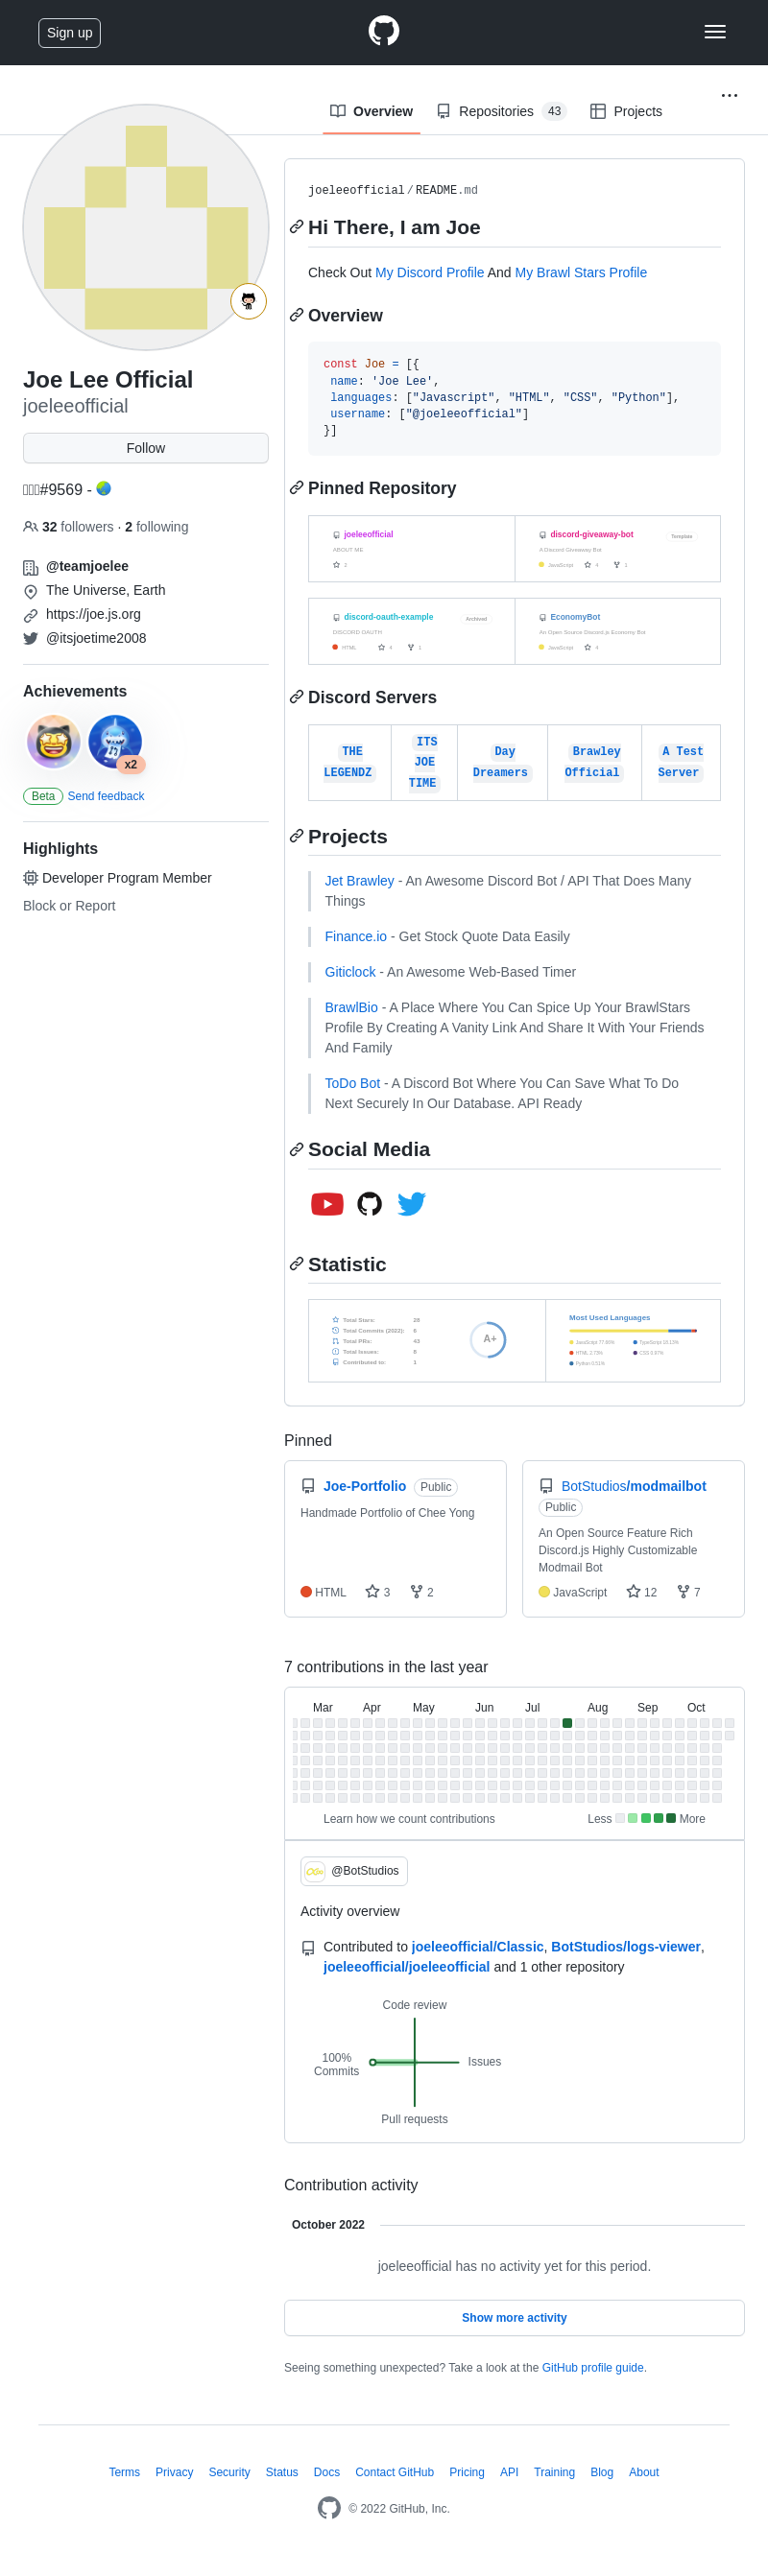 Sign up
Overview
Repositories 43
Projects
joeleeofficial/README.md
Hi There, I am Joe
Check Out My Discord Profile And My Brawl Stars Profile
Overview
const Joe = [{
name: 'Joe Lee',
languages: ["Javascript", "HTML", "CSS", "Python"],
username: ["@joeleeofficial"]
}]
Joe Lee Official
joeleeofficial
Follow
#9569 - 🌏
32 followers · 2 following
@teamjoelee
The Universe, Earth
https://joe.js.org
@itsjoetime2008
Achievements
x2
Beta Send feedback
Highlights
Developer Program Member
Block or Report
Pinned Repository
joeleeofficial
ABOUT ME
2
discord-giveaway-bot Template
A Discord Giveaway Bot
JavaScript 4 1
discord-oauth-example Archived
DISCORD OAUTH
HTML 4 1
EconomyBot
An Open Source Discord.js Economy Bot
JavaScript 4
Discord Servers
THE
LEGENDZ
ITS
JOE
TIME
Day
Dreamers
Brawley
Official
A Test
Server
Projects
Jet Brawley - An Awesome Discord Bot / API That Does Many
Things
Finance.io - Get Stock Quote Data Easily
Giticlock - An Awesome Web-Based Timer
BrawlBio - A Place Where You Can Spice Up Your BrawlStars
Profile By Creating A Vanity Link And Share It With Your Friends
And Family
ToDo Bot - A Discord Bot Where You Can Save What To Do
Next Securely In Our Database. API Ready
Social Media
Statistic
Total Stars: 28
Total Commits (2022): 6
Total PRs: 43
Total Issues: 8
Contributed to: 1
A+
Most Used Languages
JavaScript
TypeScript
HTML
CSS
Python
Pinned
Joe-Portfolio Public
Handmade Portfolio of Chee Yong
HTML 3 2
BotStudios/modmailbot
Public
An Open Source Feature Rich
Discord.js Highly Customizable
Modmail Bot
JavaScript 12 7
7 contributions in the last year
Mar Apr May Jun Jul Aug Sep Oct
Learn how we count contributions
Less More
@BotStudios
Activity overview
Contributed to joeleeofficial/Classic, BotStudios/logs-viewer,
joeleeofficial/joeleeofficial and 1 other repository
Code review
100%
Commits
Issues
Pull requests
Contribution activity
October 2022
joeleeofficial has no activity yet for this period.
Show more activity
Seeing something unexpected? Take a look at the GitHub profile guide.
Terms Privacy Security Status Docs Contact GitHub Pricing API Training Blog About
© 2022 GitHub, Inc.